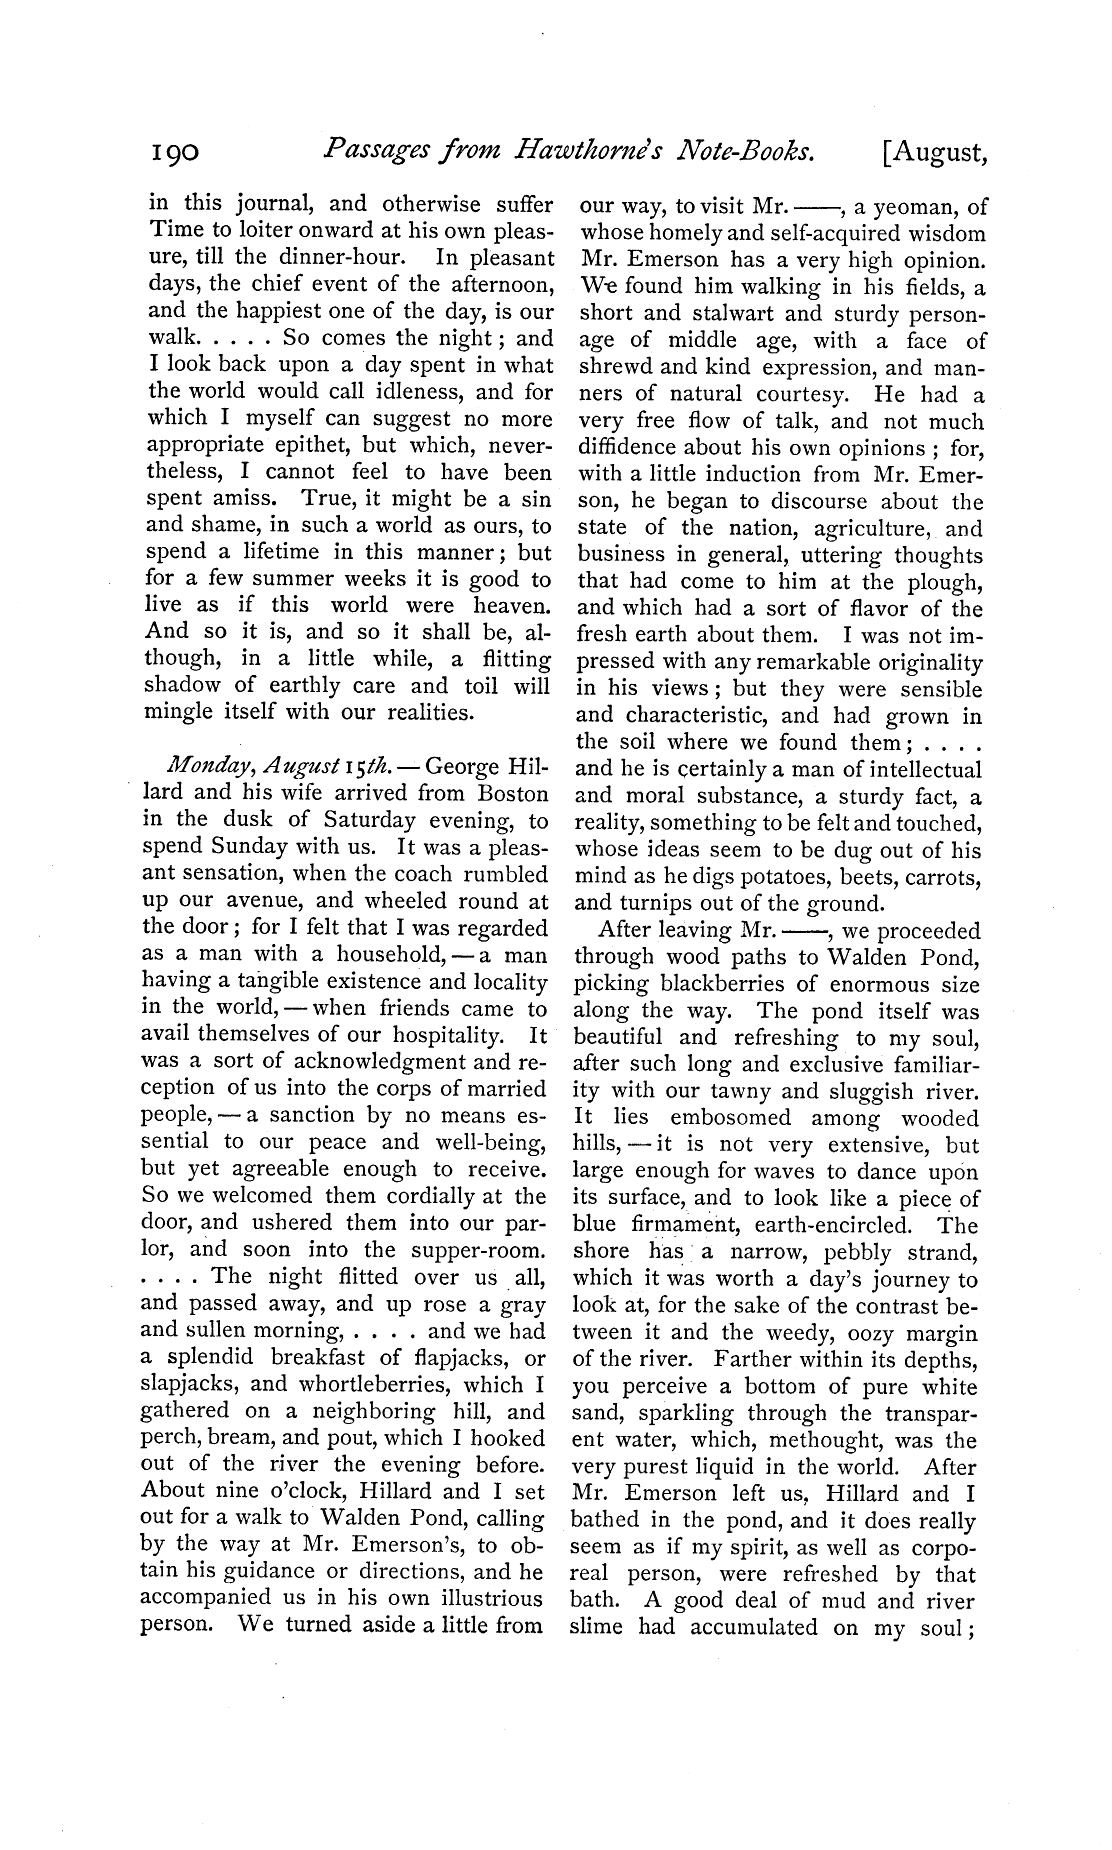 190 Passages from Hawthorne's Note-Books. [August,
in this journal, and otherwise suffer
Time to loiter onward at his own pleas-
ure, till the dinner-hour. In pleasant
days, the chief event of the afternoon,
and the happiest one of the day, is our
walk. . . . . So comes the night ; and
I look back upon a day spent in what
the world would call idleness, and for
which I myself can suggest no more
appropriate epithet, but which, never-
theless, I cannot feel to have been
spent amiss. True, it might be a sin
and shame, in such a world as ours, to
spend a lifetime in this manner ; but
for a few summer weeks it is good to
live as if this world were heaven.
And so it is, and so it shall be, al-
though, in a little while, a flitting
shadow of earthly care and toil will
mingle itself with our realities.
Monday, August 15th. — George Hil-
lard and his wife arrived from Boston
in the dusk of Saturday evening, to
spend Sunday with us. It was a pleas-
ant sensation, when the coach rumbled
up our avenue, and wheeled round at
the door ; for I felt that I was regarded
as a man with a household, — a man
having a tangible existence and locality
in the world, — when friends came to
avail themselves of our hospitality. It
was a sort of acknowledgment and re-
ception of us into the corps of married
people, — a sanction by no means es-
sential to our peace and well-being,
but yet agreeable enough to receive.
So we welcomed them cordially at the
door, and ushered them into our par-
lor, and soon into the supper-room.
. . . . The night flitted over us all,
and passed away, and up rose a gray
and sullen morning, . . . . and we had
a splendid breakfast of flapjacks, or
slapjacks, and whortleberries, which I
gathered on a neighboring hill, and
perch, bream, and pout, which I hooked
out of the river the evening before.
About nine o'clock, Hillard and I set
out for a walk to Walden Pond, calling
by the way at Mr. Emerson's, to ob-
tain his guidance or directions, and he
accompanied us in his own illustrious
person. We turned aside a little from
our way, to visit Mr. ——, a yeoman, of
whose homely and self-acquired wisdom
Mr. Emerson has a very high opinion.
We found him walking in his fields, a
short and stalwart and sturdy person-
age of middle age, with a face of
shrewd and kind expression, and man-
ners of natural courtesy. He had a
very free flow of talk, and not much
diffidence about his own opinions ; for,
with a little induction from Mr. Emer-
son, he began to discourse about the
state of the nation, agriculture, and
business in general, uttering thoughts
that had come to him at the plough,
and which had a sort of flavor of the
fresh earth about them. I was not im-
pressed with any remarkable originality
in his views ; but they were sensible
and characteristic, and had grown in
the soil where we found them ; . . . .
and he is certainly a man of intellectual
and moral substance, a sturdy fact, a
reality, something to be felt and touched,
whose ideas seem to be dug out of his
mind as he digs potatoes, beets, carrots,
and turnips out of the ground.
After leaving Mr. ——, we proceeded
through wood paths to Walden Pond,
picking blackberries of enormous size
along the way. The pond itself was
beautiful and refreshing to my soul,
after such long and exclusive familiar-
ity with our tawny and sluggish river.
It lies embosomed among wooded
hills, — it is not very extensive, but
large enough for waves to dance upon
its surface, and to look like a piece of
blue firmament, earth-encircled. The
shore has a narrow, pebbly strand,
which it was worth a day's journey to
look at, for the sake of the contrast be-
tween it and the weedy, oozy margin
of the river. Farther within its depths,
you perceive a bottom of pure white
sand, sparkling through the transpar-
ent water, which, methought, was the
very purest liquid in the world. After
Mr. Emerson left us, Hillard and I
bathed in the pond, and it does really
seem as if my spirit, as well as corpo-
real person, were refreshed by that
bath. A good deal of mud and river
slime had accumulated on my soul ;